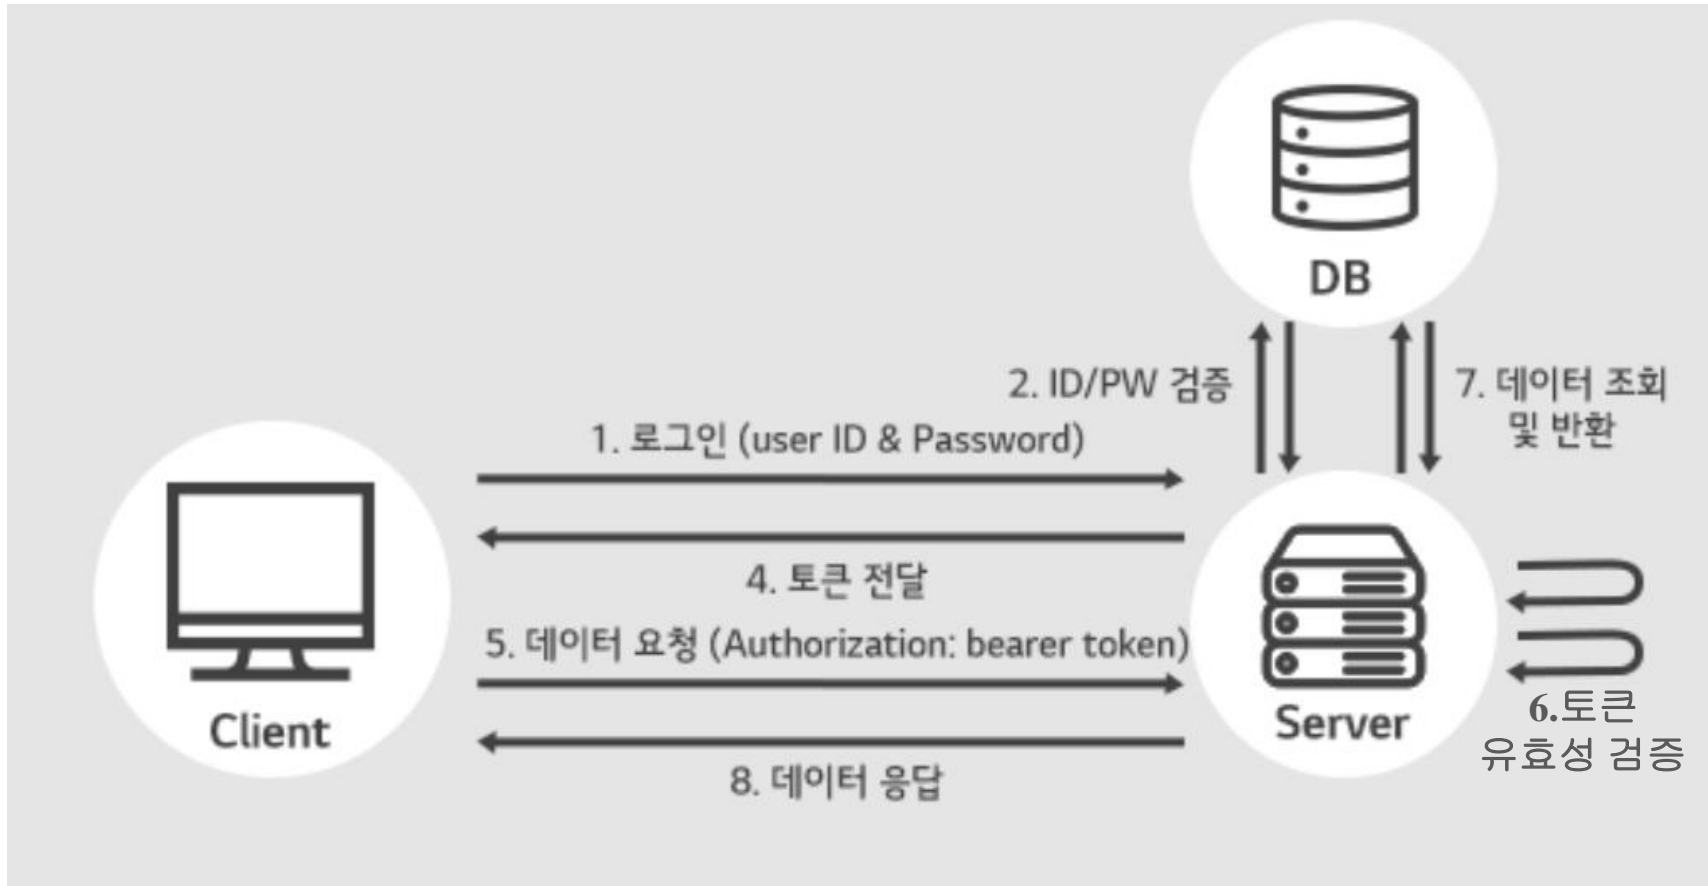 DB
2. ID/PW 검증
7. 데이터 조회
및 반환
1. 로그인 (user ID & Password)
4. 토큰 전달
5. 데이터 요청 (Authorization: bearer token)
Client
Server
6.토큰
유효성 검증
8. 데이터 응답